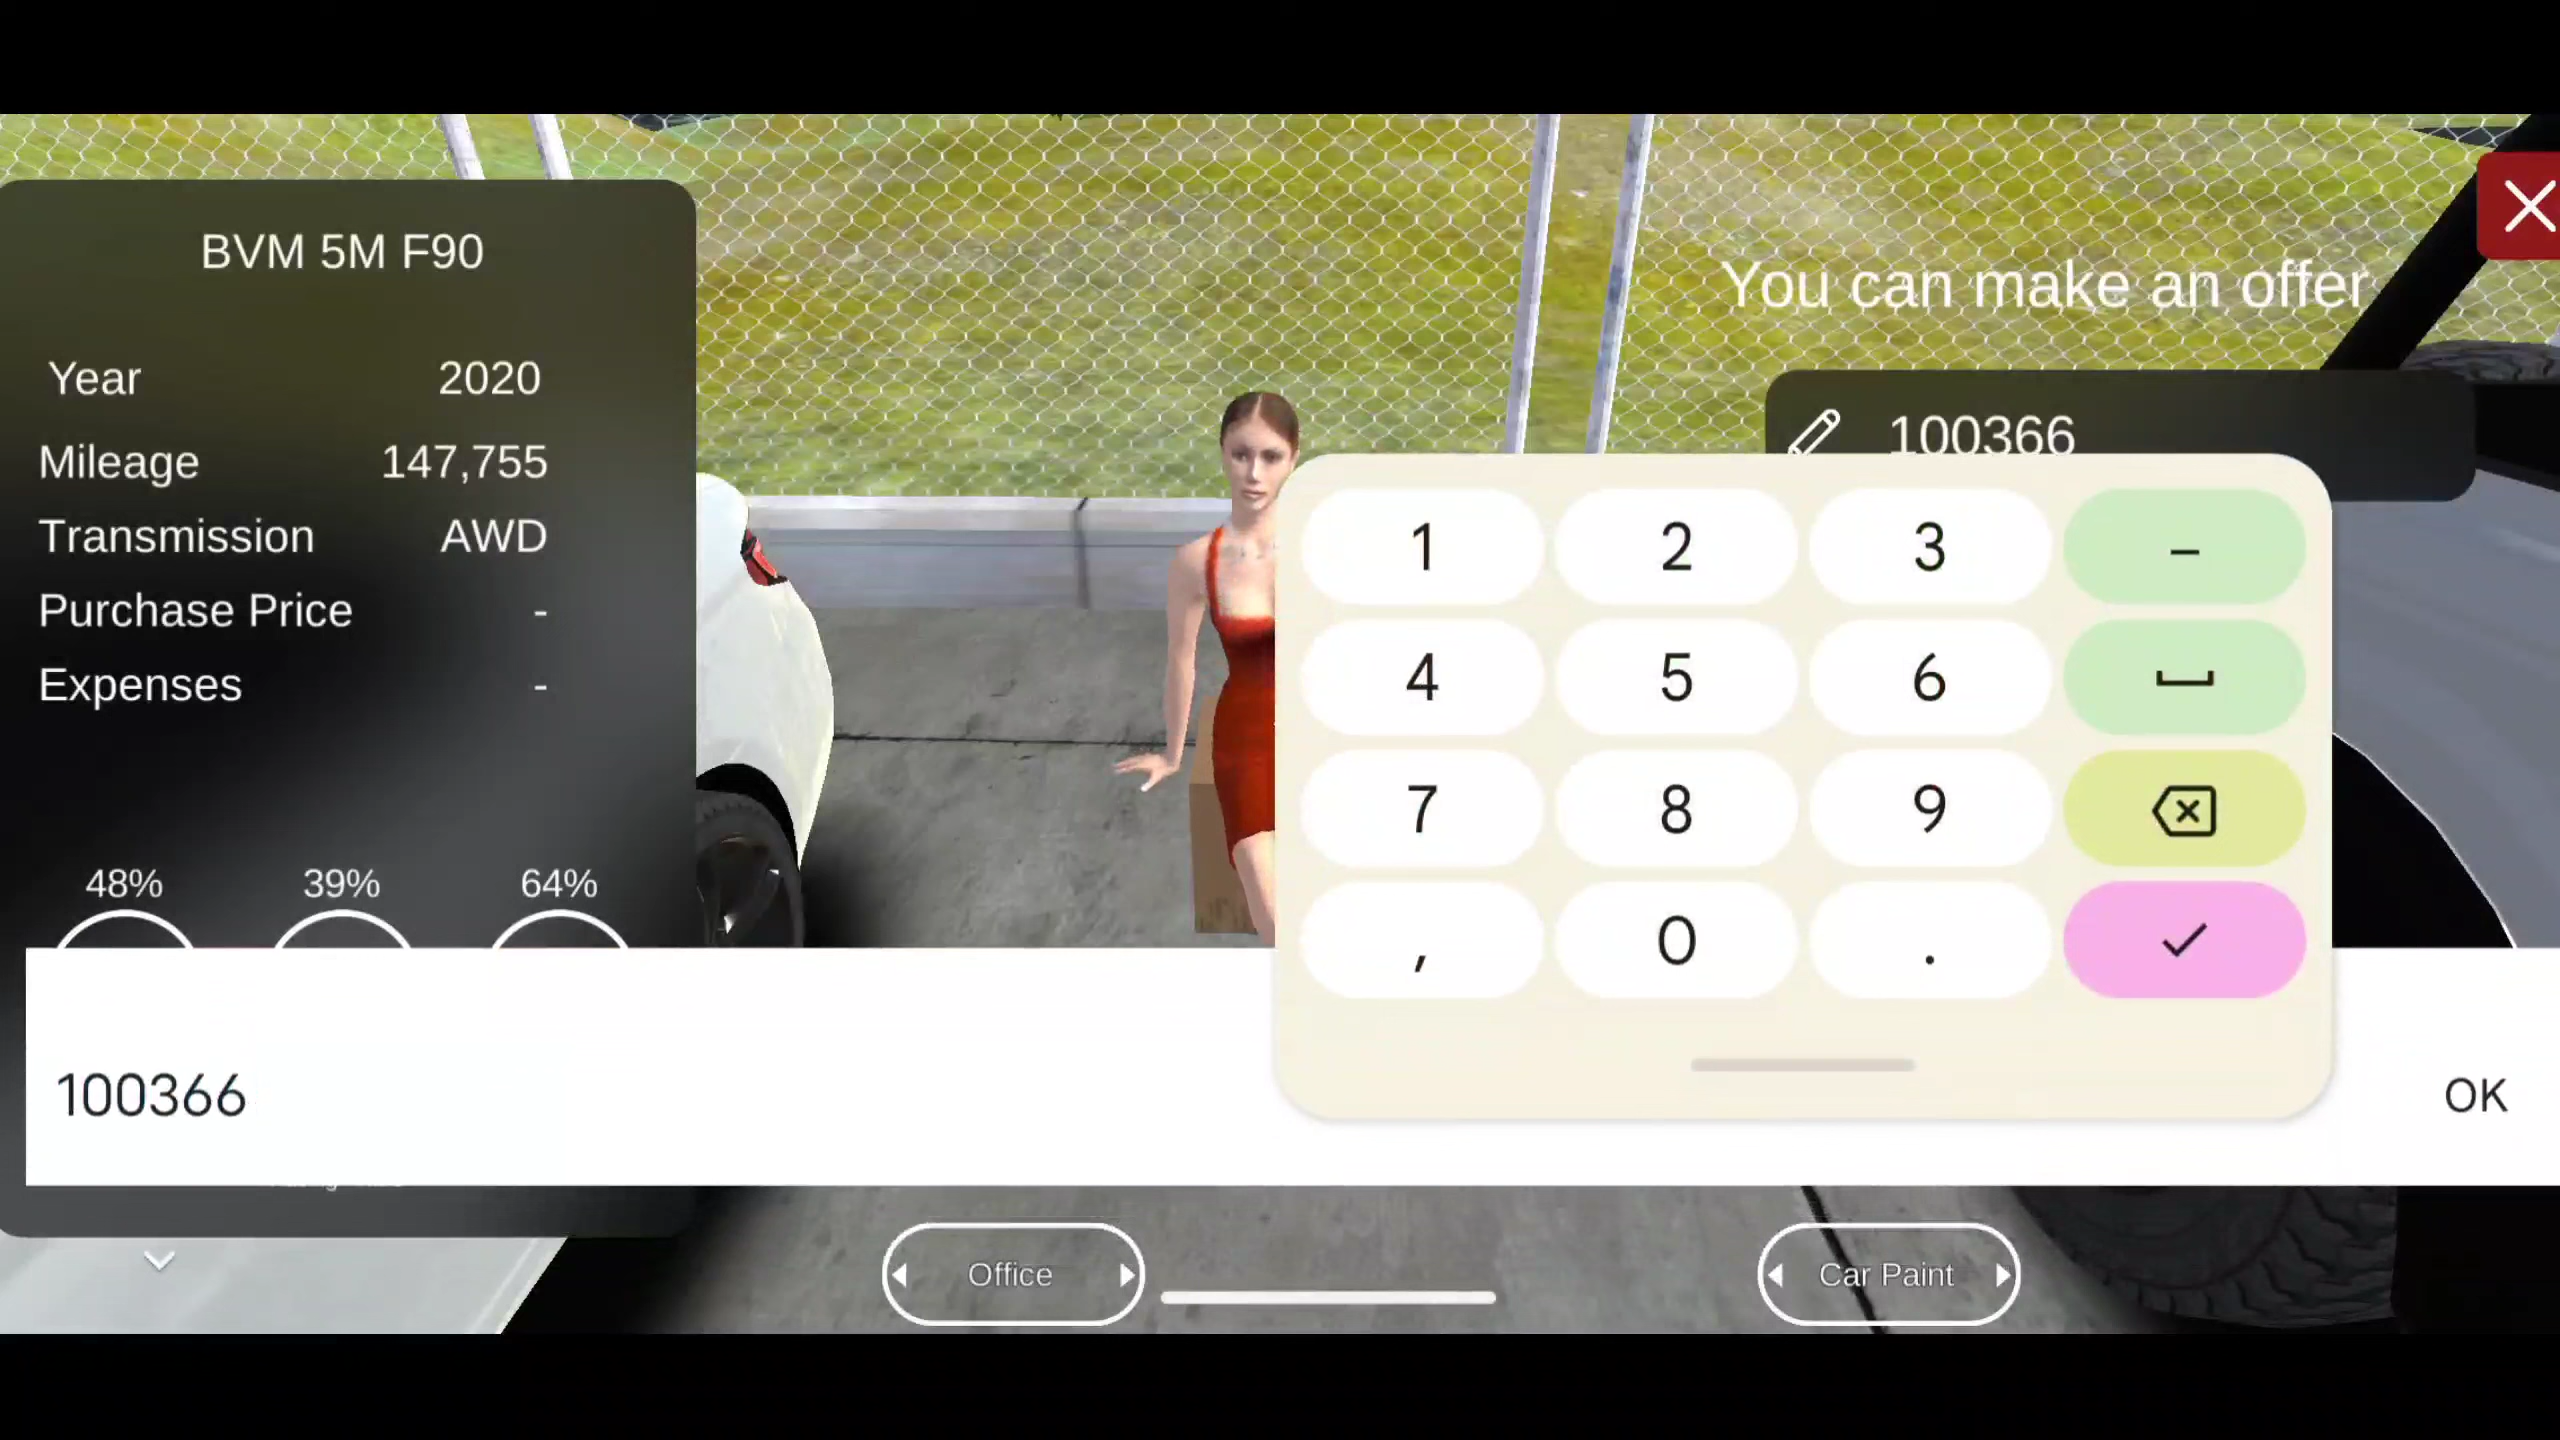 BVM 5M F90
You can make an offer
Year 2020
100366
Mileage 147,755
Transmission AWD
Purchase Price -
Expenses -
48% 39% 64%
1 2 3 –
4 5 6
7 8 9
, 0 .
100366
OK
Office
Car Paint